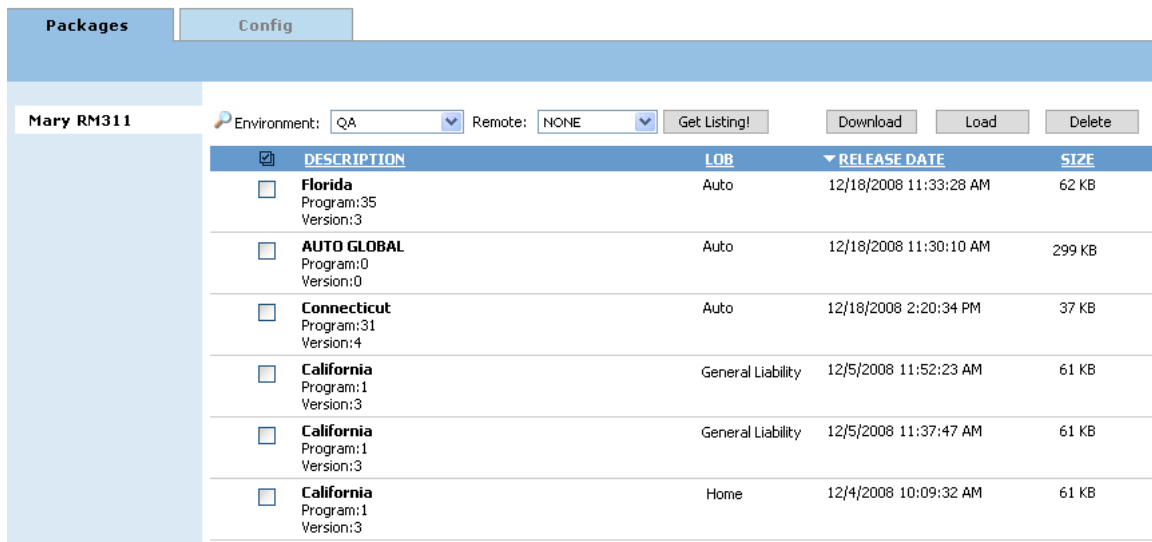 Packages Config
Mary RM311
Environment: QA Remote: NONE Get Listing! Download Load Delete
DESCRIPTION LOB RELEASE DATE SIZE
Florida Auto 12/18/2008 11:33:28 AM 62 KB
Program:35
Version:3
AUTO GLOBAL Auto 12/18/2008 11:30:10 AM 299 KB
Program:0
Version:0
Connecticut Auto 12/18/2008 2:20:34 PM 37 KB
Program:31
Version:4
California General Liability 12/5/2008 11:52:23 AM 61 KB
Program:1
Version:3
California General Liability 12/5/2008 11:37:47 AM 61 KB
Program:1
Version:3
California Home 12/4/2008 10:09:32 AM 61 KB
Program:1
Version:3